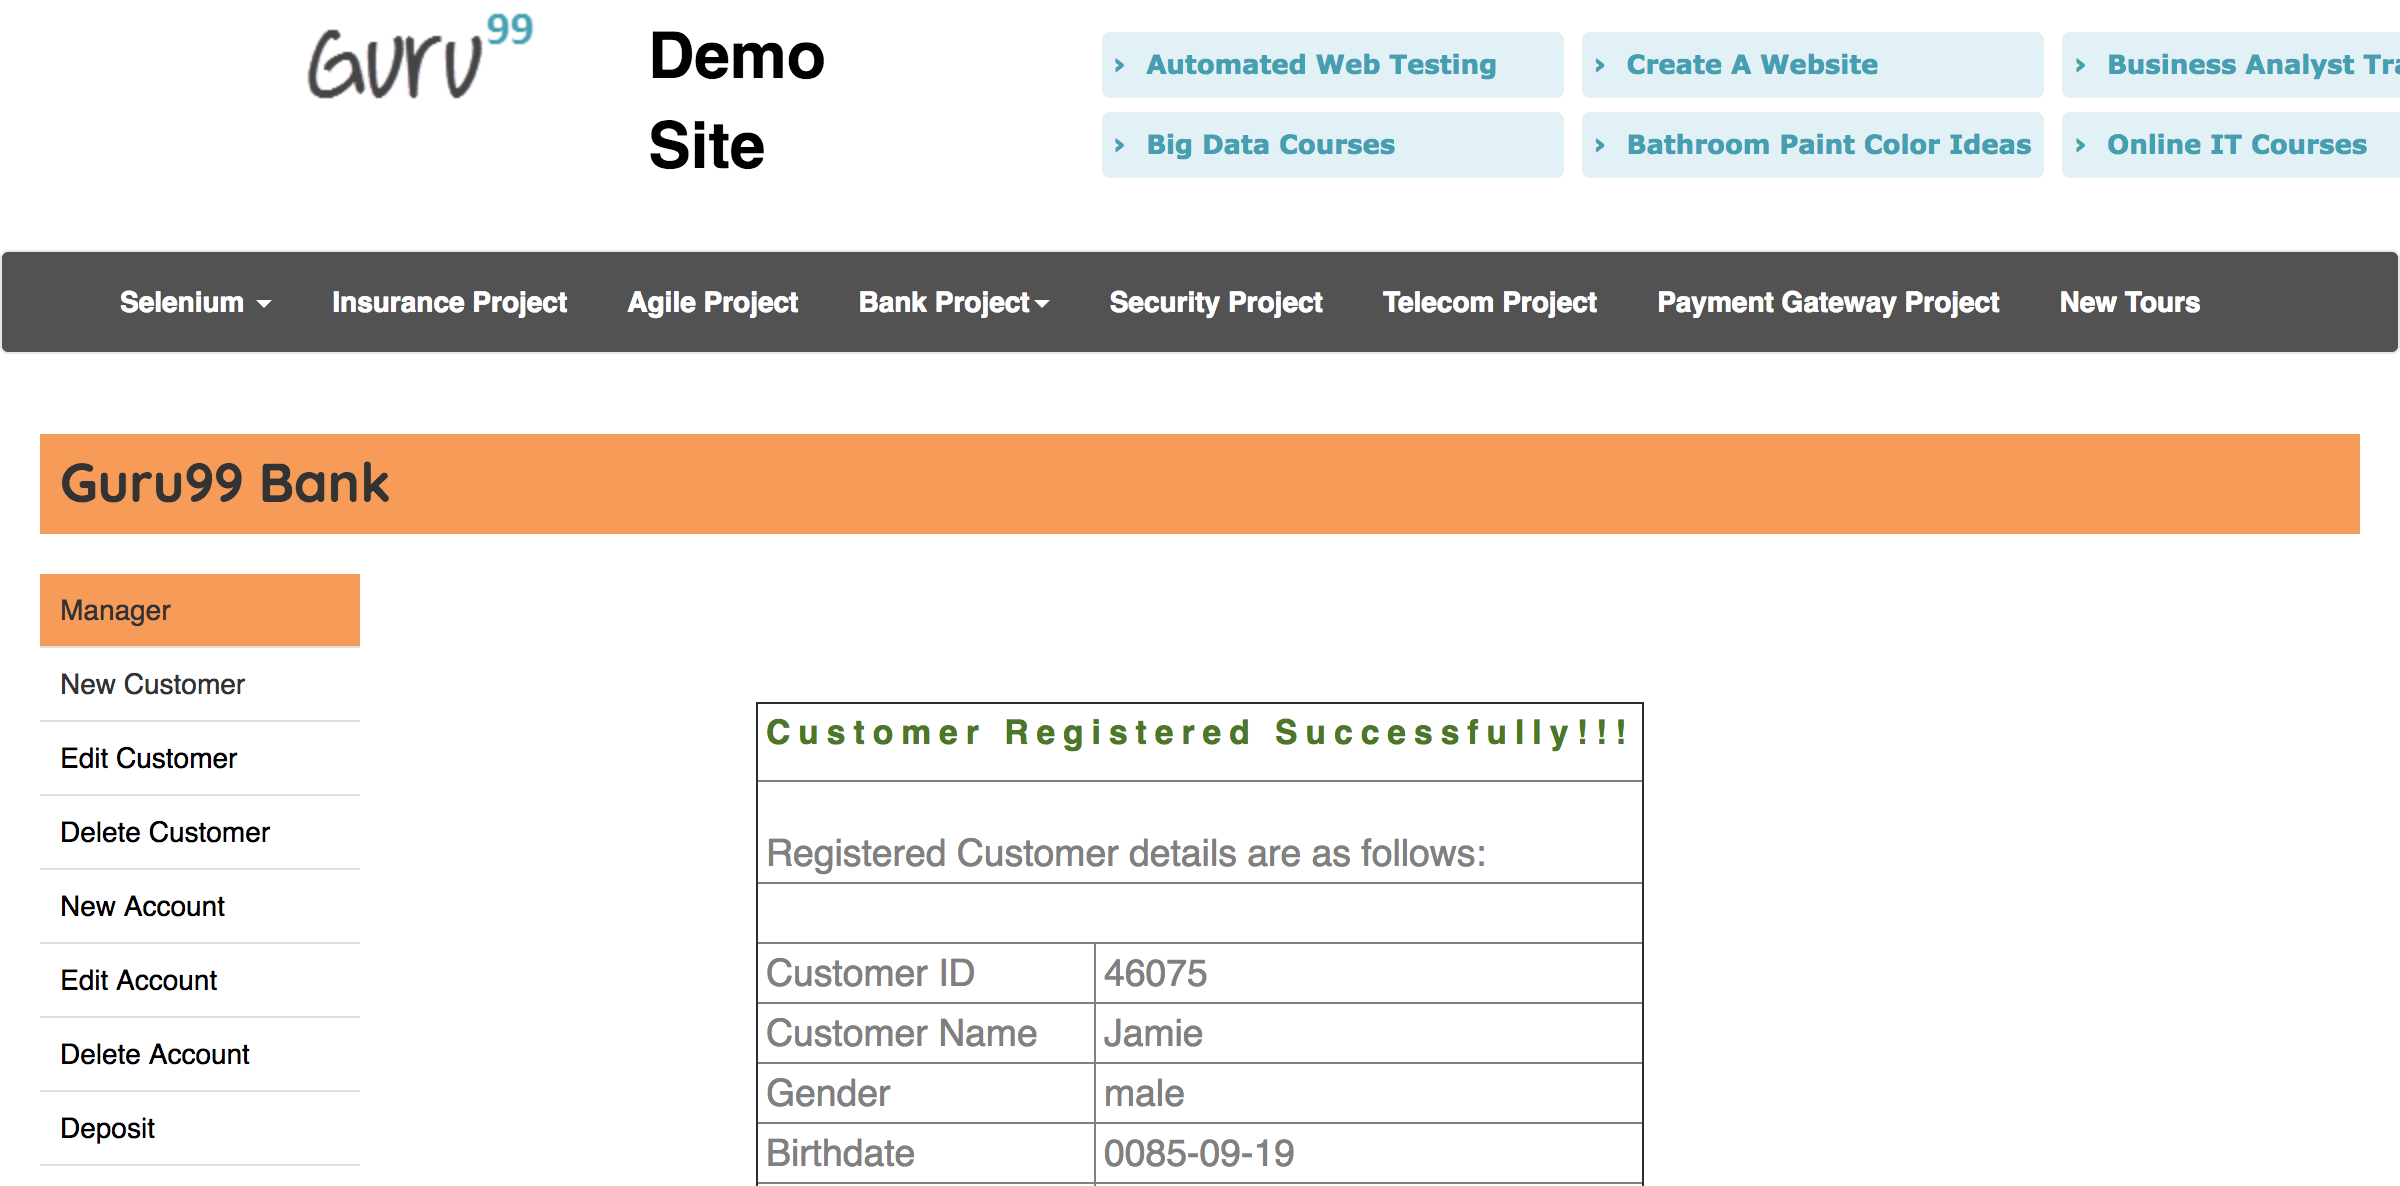 Guru99
Demo
Site
› Automated Web Testing
› Create A Website
› Business Analyst
› Big Data Courses
› Bathroom Paint Color Ideas
› Online IT Courses
Selenium Insurance Project Agile Project Bank Project Security Project Telecom Project Payment Gateway Project New Tours
Guru99 Bank
Manager
New Customer
Edit Customer
Delete Customer
New Account
Edit Account
Delete Account
Deposit
Customer Registered Successfully!!!
Registered Customer details are as follows:
Customer ID 46075
Customer Name Jamie
Gender male
Birthdate 0085-09-19